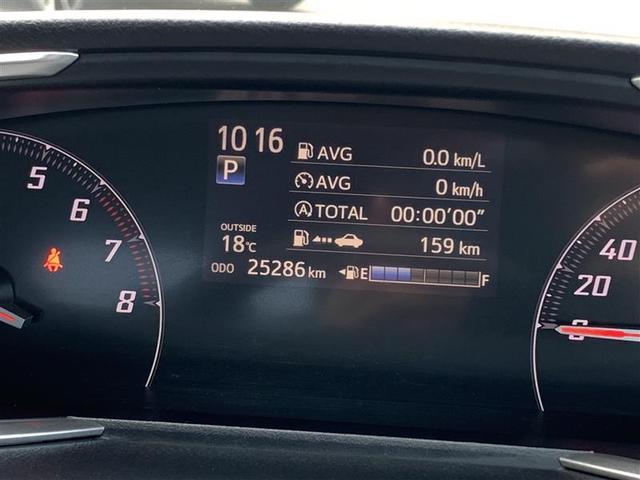 10 16
P
AVG 0.0 km/L
AVG 0 km/h
A TOTAL 00:00'00"
159 km
OUTSIDE
18℃
ODO 25286 km
E F
5
6
7
8
40
20
0